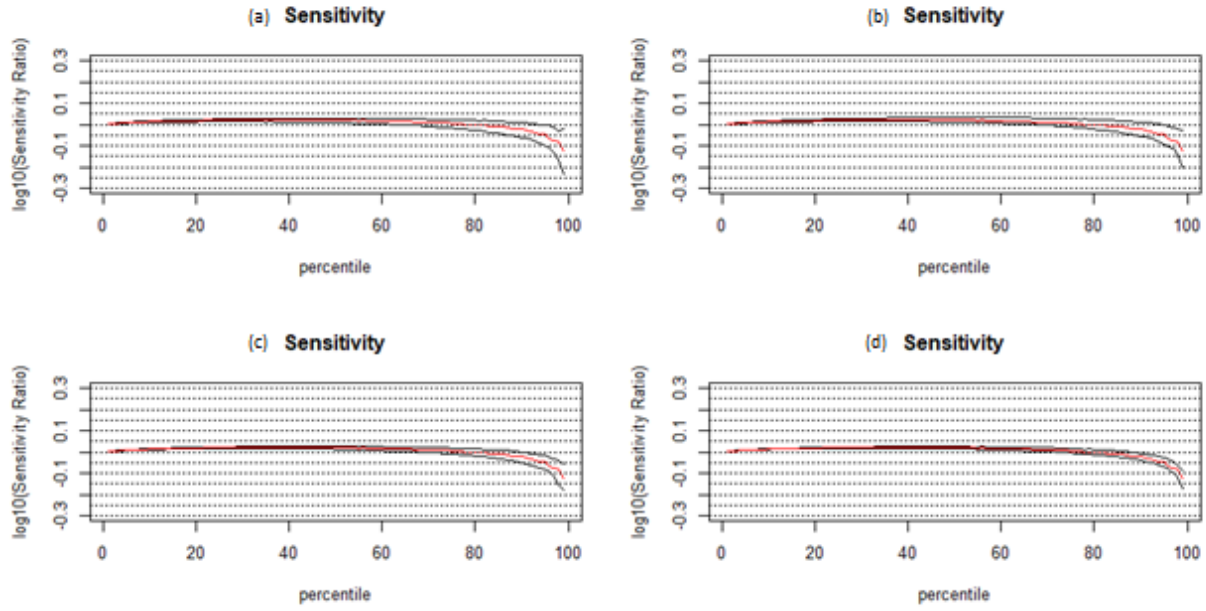 (a) Sensitivity
log10(Sensitivity Ratio)
0.3
0.1
-0.1
-0.3
0 20 40 60 80 100
percentile
(b) Sensitivity
log10(Sensitivity Ratio)
0.3
0.1
-0.1
-0.3
0 20 40 60 80 100
percentile
(c) Sensitivity
log10(Sensitivity Ratio)
0.3
0.1
-0.1
-0.3
0 20 40 60 80 100
percentile
(d) Sensitivity
log10(Sensitivity Ratio)
0.3
0.1
-0.1
-0.3
0 20 40 60 80 100
percentile